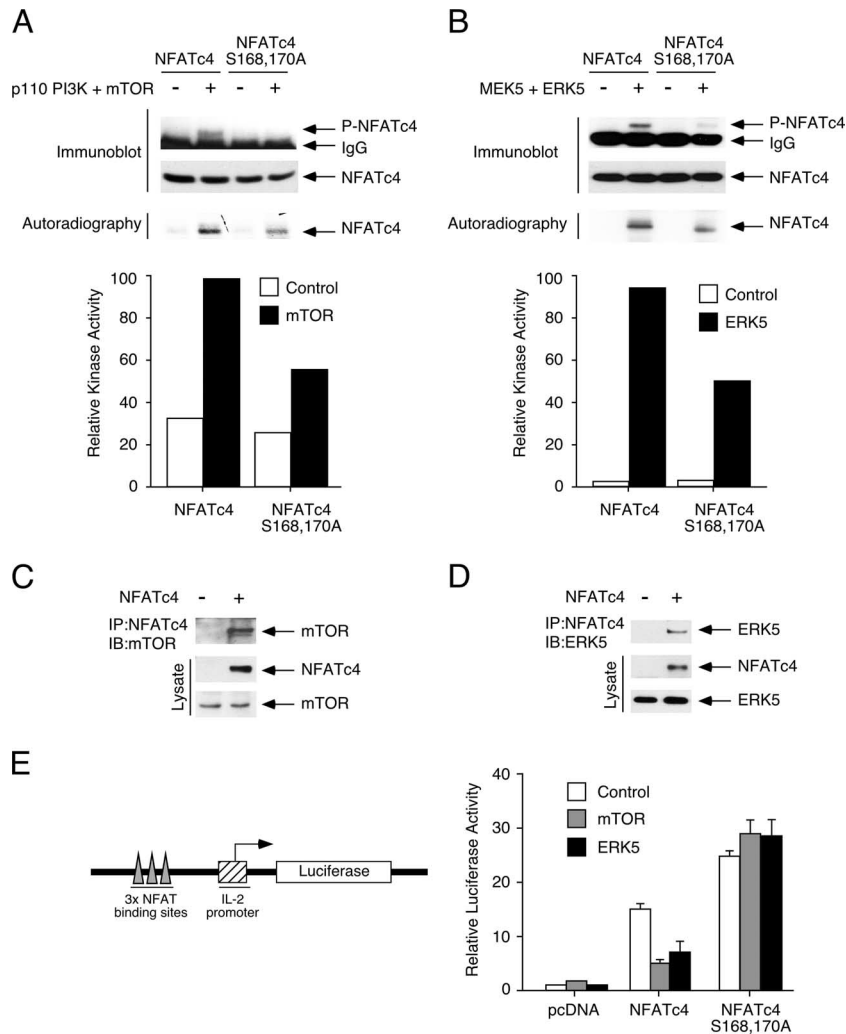 A
NFATc4
NFATc4
S168,170A
p110 PI3K + mTOR - + - +
P-NFATc4
IgG
Immunoblot
NFATc4
Autoradiography
NFATc4
Relative Kinase Activity
100
80
60
40
20
0
Control
mTOR
NFATc4
NFATc4
S168,170A
B
NFATc4
NFATc4
S168,170A
MEK5 + ERK5 - + - +
P-NFATc4
IgG
Immunoblot
NFATc4
Autoradiography
NFATc4
Relative Kinase Activity
100
80
60
40
20
0
Control
ERK5
NFATc4
NFATc4
S168,170A
C
NFATc4 - +
IP:NFATc4
IB:mTOR
mTOR
Lysate
NFATc4
mTOR
D
NFATc4 - +
IP:NFATc4
IB:ERK5
ERK5
Lysate
NFATc4
ERK5
E
Luciferase
3x NFAT
binding sites
IL-2
promoter
Relative Luciferase Activity
40
30
20
10
0
Control
mTOR
ERK5
pcDNA
NFATc4
NFATc4
S168,170A